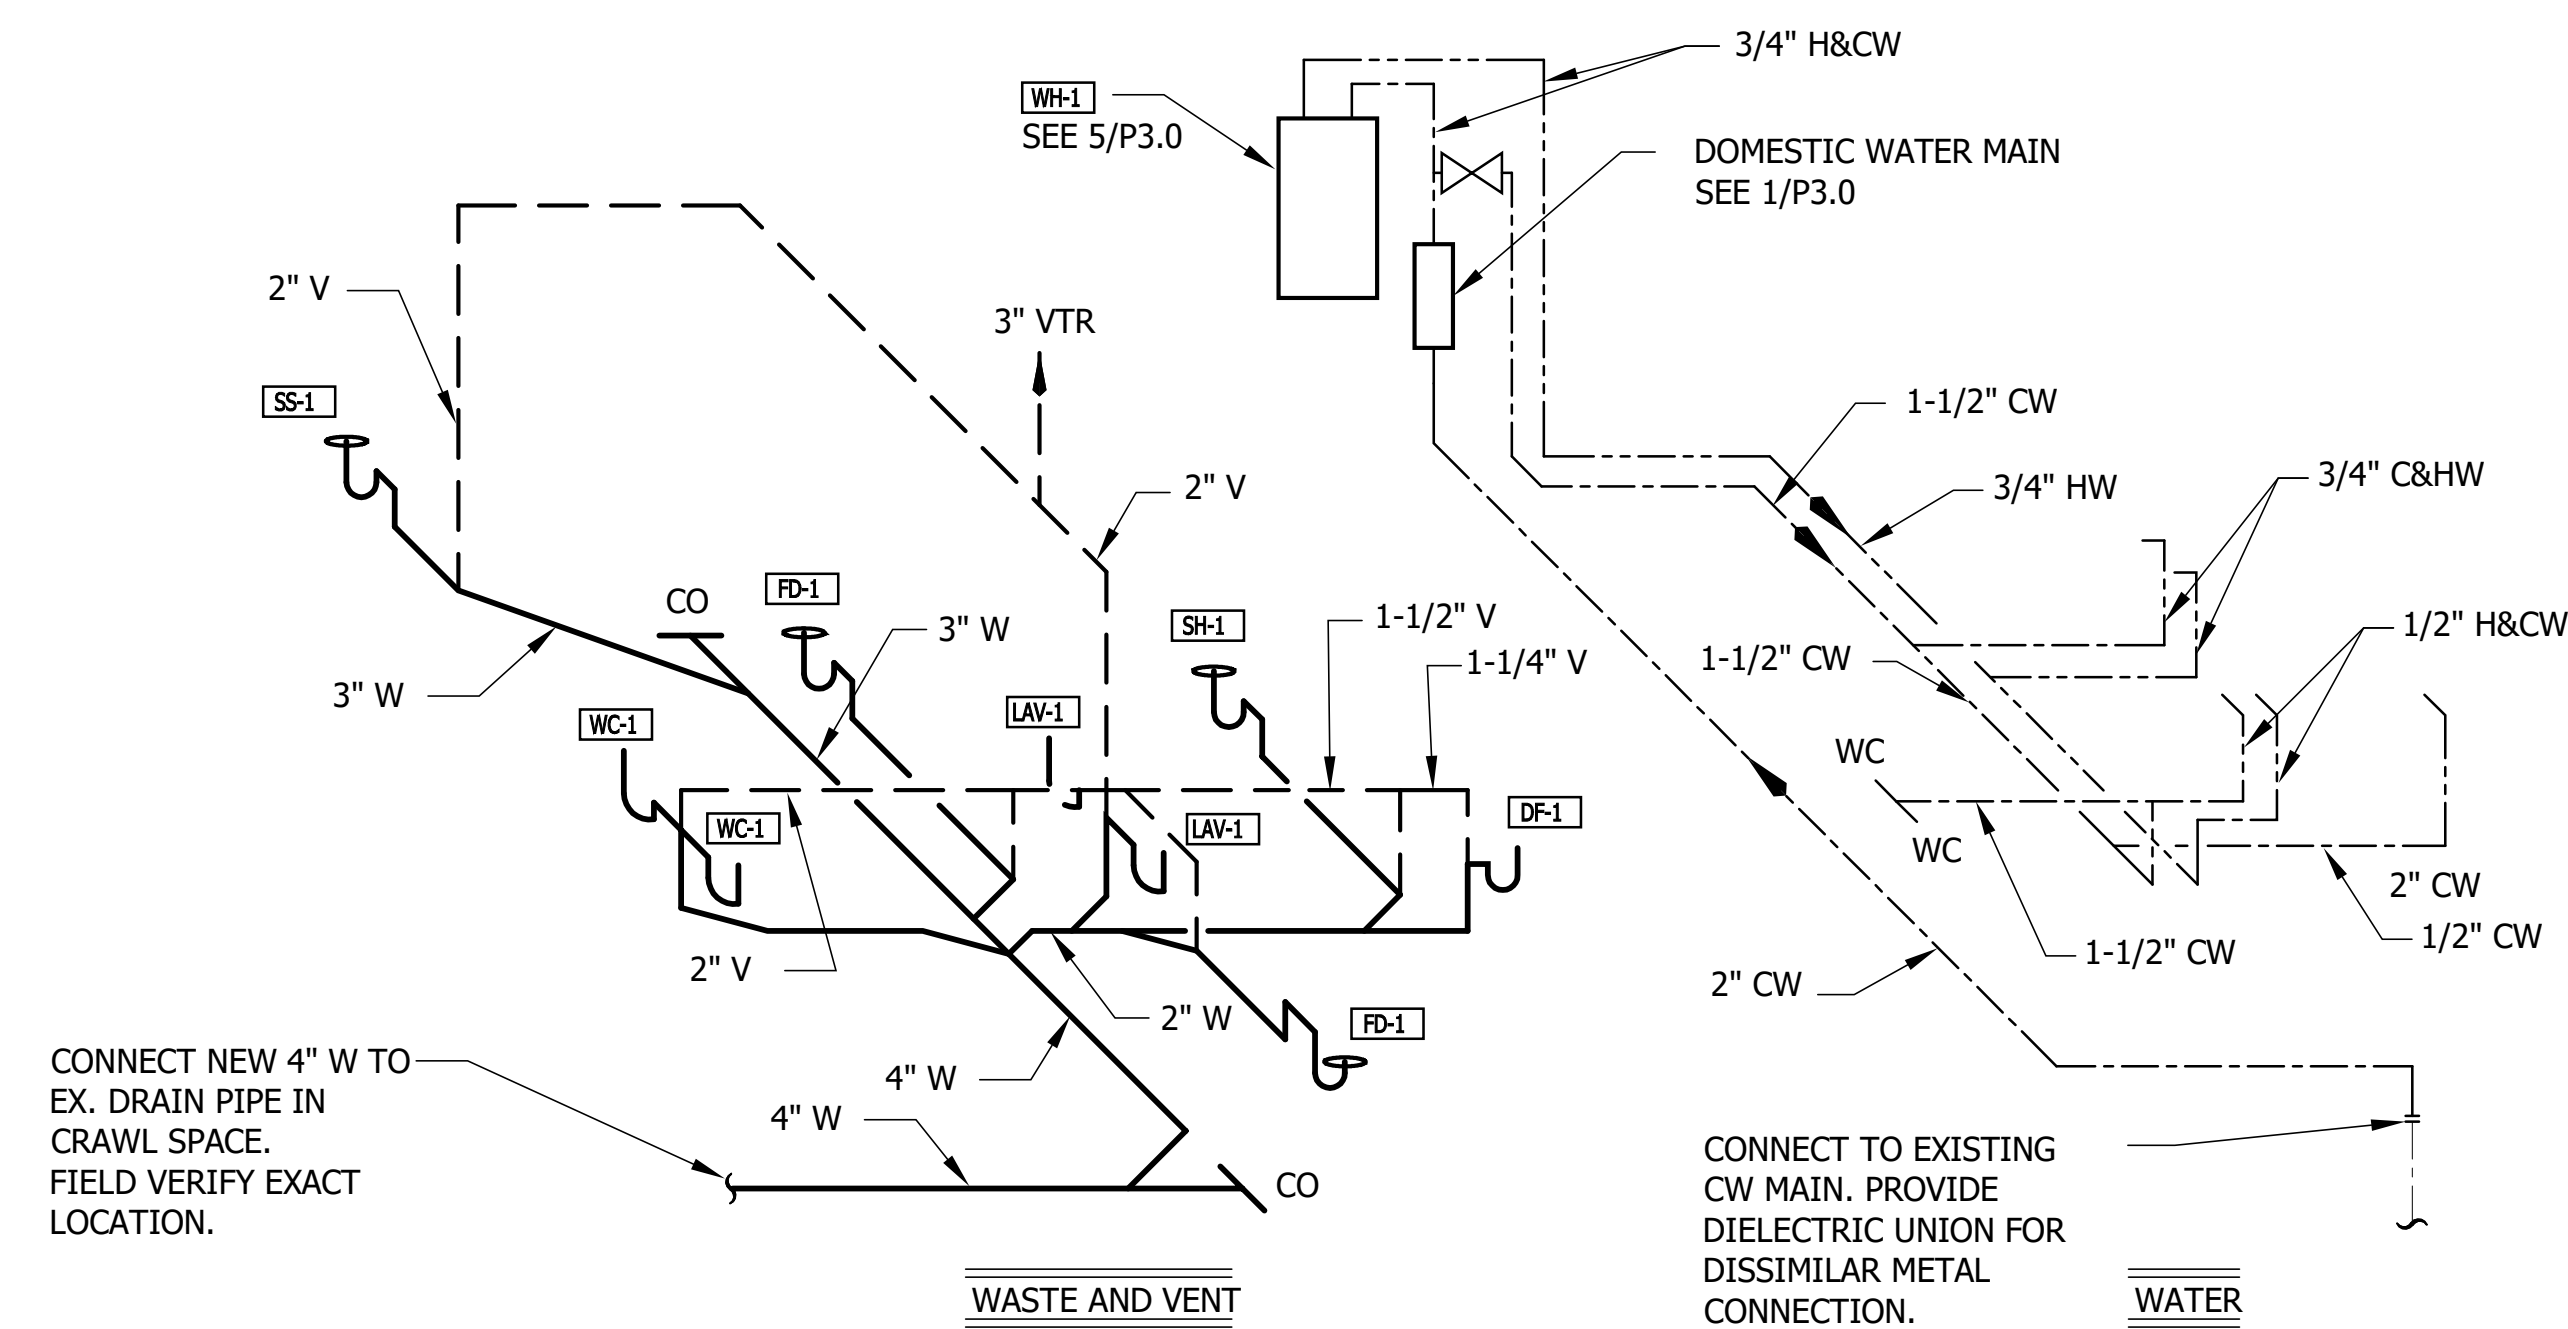 3/4" H&CW
WH-1
SEE 5/P3.0
DOMESTIC WATER MAIN
SEE 1/P3.0
2" V
3" VTR
SS-1
1-1/2" CW
3/4" HW
3/4" C&HW
2" V
CO
FD-1
3" W
SH-1
1-1/2" V
1-1/4" V
1/2" H&CW
1-1/2" CW
3" W
WC-1
LAV-1
WC
WC-1
LAV-1
DF-1
WC
2" CW
1/2" CW
1-1/2" CW
2" V
2" CW
2" W
FD-1
4" W
4" W
CONNECT NEW 4" W TO
EX. DRAIN PIPE IN
CRAWL SPACE.
FIELD VERIFY EXACT
LOCATION.
CO
CONNECT TO EXISTING
CW MAIN. PROVIDE
DIELECTRIC UNION FOR
DISSIMILAR METAL
CONNECTION.
WASTE AND VENT
WATER